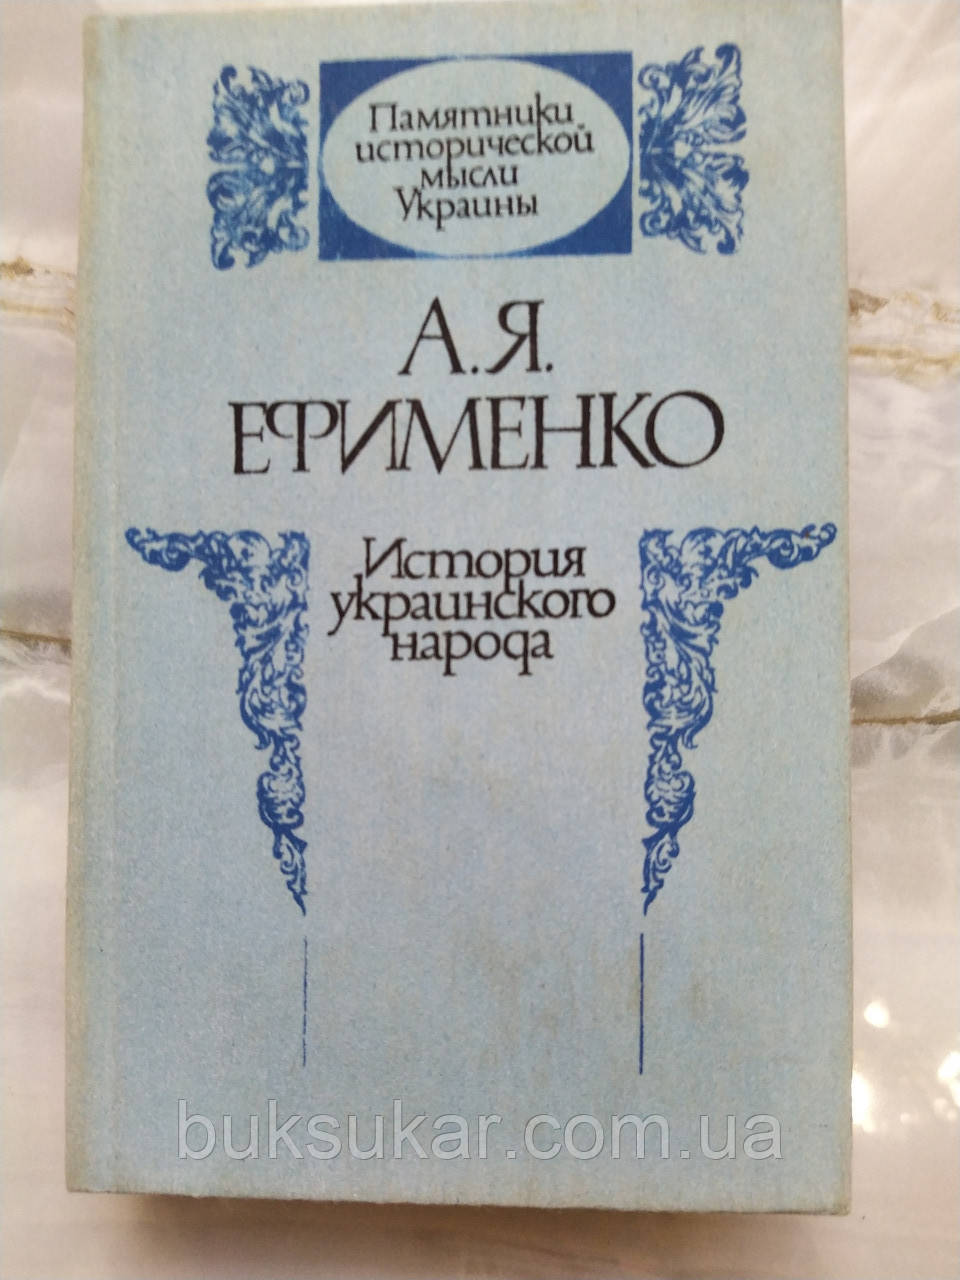 Памятники
исторической
мысли
Украины
А.Я.
ЕФИМЕНКО
История
украинского
народа
buksukar.com.ua